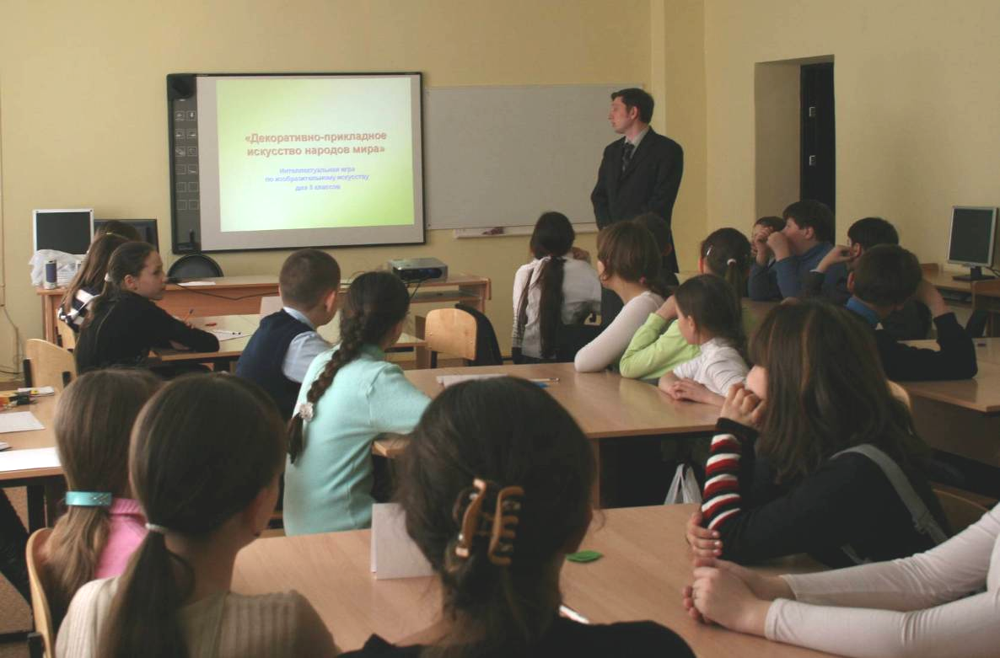 «Декоративно-прикладное
искусство народов мира»
Интеллектуальная игра
по изобразительному искусству
для 5 классов